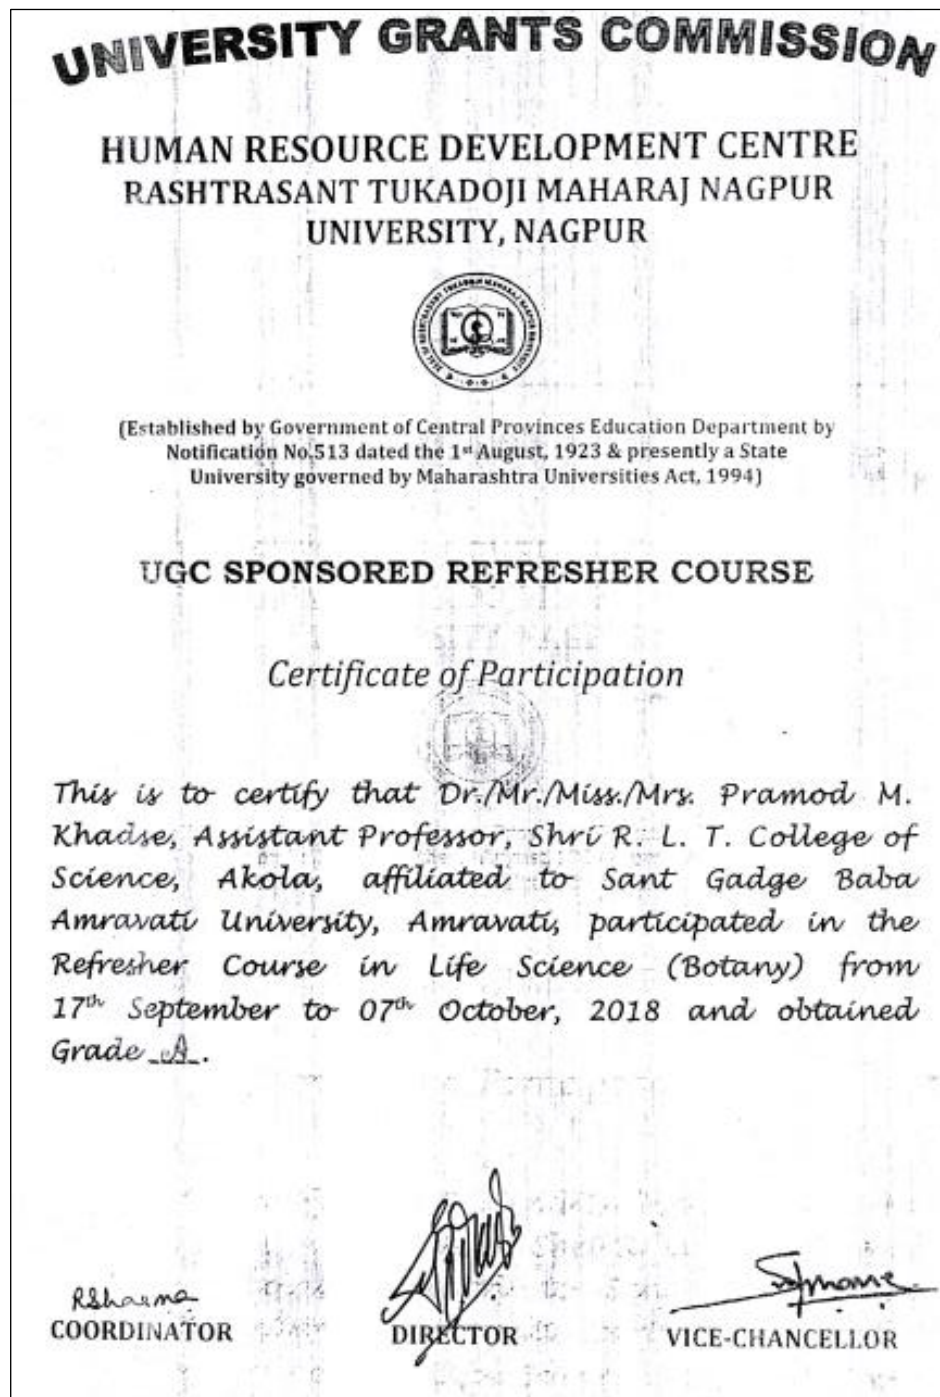 UNIVERSITY GRANTS COMMISSION
HUMAN RESOURCE DEVELOPMENT CENTRE
RASHTRASANT TUKADOJI MAHARAJ NAGPUR
UNIVERSITY, NAGPUR
(Established by Government of Central Provinces Education Department by
Notification No.513 dated the 1st August, 1923 & presently a State
University governed by Maharashtra Universities Act, 1994)
UGC SPONSORED REFRESHER COURSE
Certificate of Participation
This is to certify that Dr./Mr./Miss./Mrs. Pramod M.
Khadse, Assistant Professor, Shri R. L. T. College of
Science, Akola, affiliated to Sant Gadge Baba
Amravati University, Amravati, participated in the
Refresher Course in Life Science (Botany) from
17th September to 07th October, 2018 and obtained
Grade A.
RSharma
COORDINATOR
DIRECTOR
VICE-CHANCELLOR